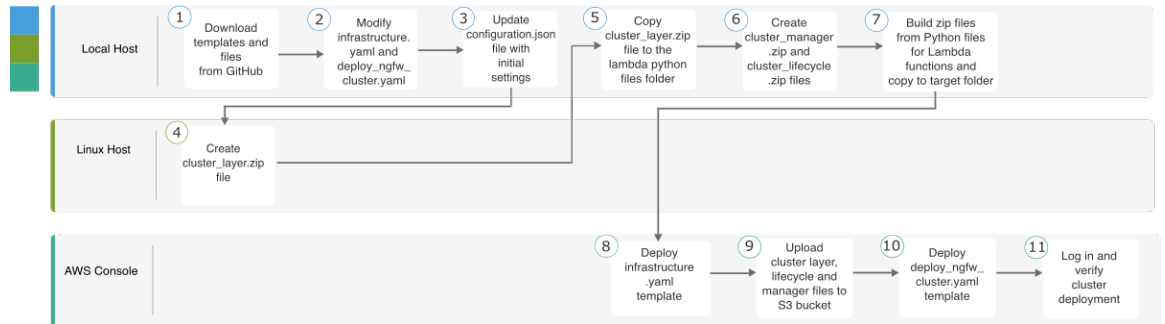 Local Host
1
Download
templates and
files
from GitHub
2
Modify
infrastructure.
yaml and
deploy_ngfw_
cluster.yaml
3
Update
configuration.json
file with
initial
settings
5
Copy
cluster_layer.zip
file to the
lambda python
files folder
6
Create
cluster_manager
.zip and
cluster_lifecycle
.zip files
7
Build zip files
from Python files
for Lambda
functions and
copy to target folder
Linux Host
4
Create
cluster_layer.zip
file
AWS Console
8
Deploy
infrastructure
.yaml
template
9
Upload
cluster layer,
lifecycle and
manager files to
S3 bucket
10
Deploy
deploy_ngfw_
cluster.yaml
template
11
Log in and
verify
cluster
deployment